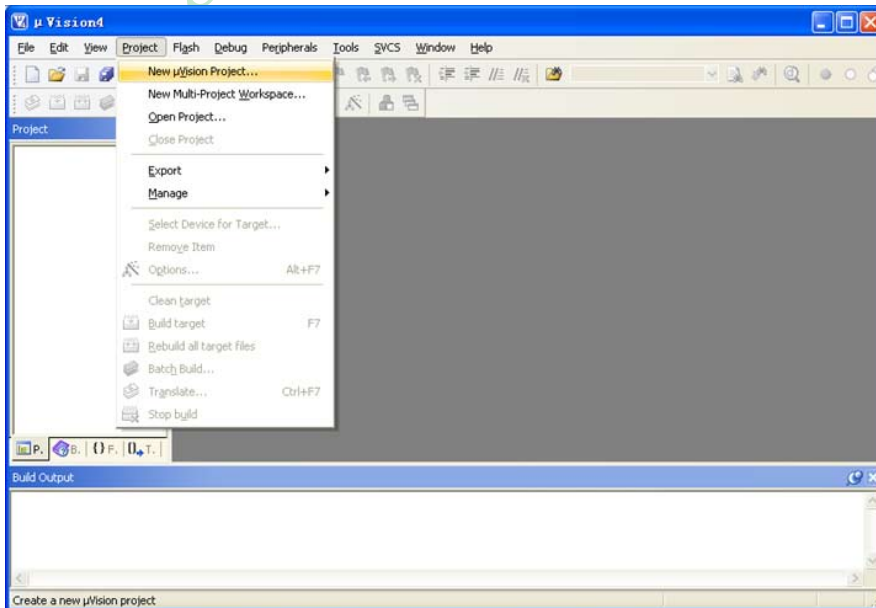 µ Vision4
File Edit View Project Flash Debug Peripherals Tools SVCS Window Help
New µVision Project...
New Multi-Project Workspace...
Open Project...
Close Project
Export
Manage
Select Device for Target...
Remove Item
Options... Alt+F7
Clean target
Build target F7
Rebuild all target files
Batch Build...
Translate... Ctrl+F7
Stop build
Project
P. B. {} F. T.
Build Output
Create a new µVision project